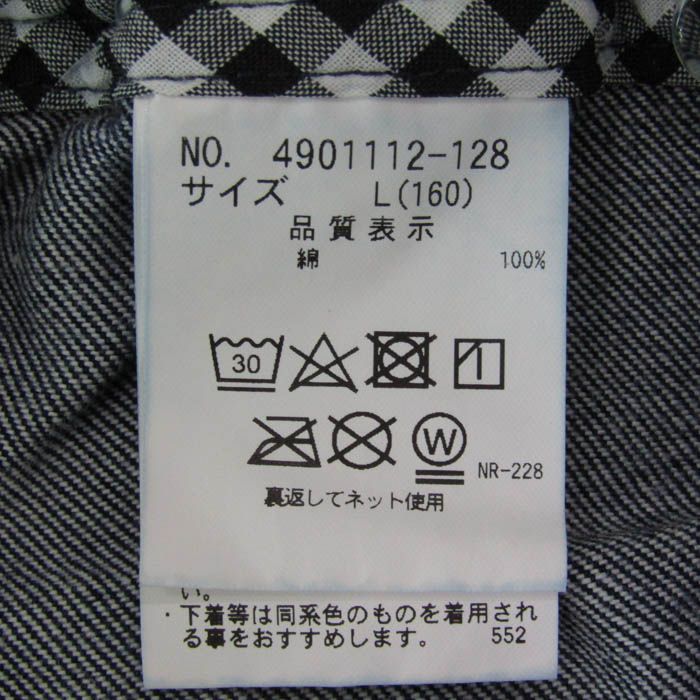 NO. 4901112-128
サイズ L(160)
品質表示
綿 100%
30
W
NR-228
裏返してネット使用
い。
・下着等は同系色のものを着用され
る事をおすすめします。 552